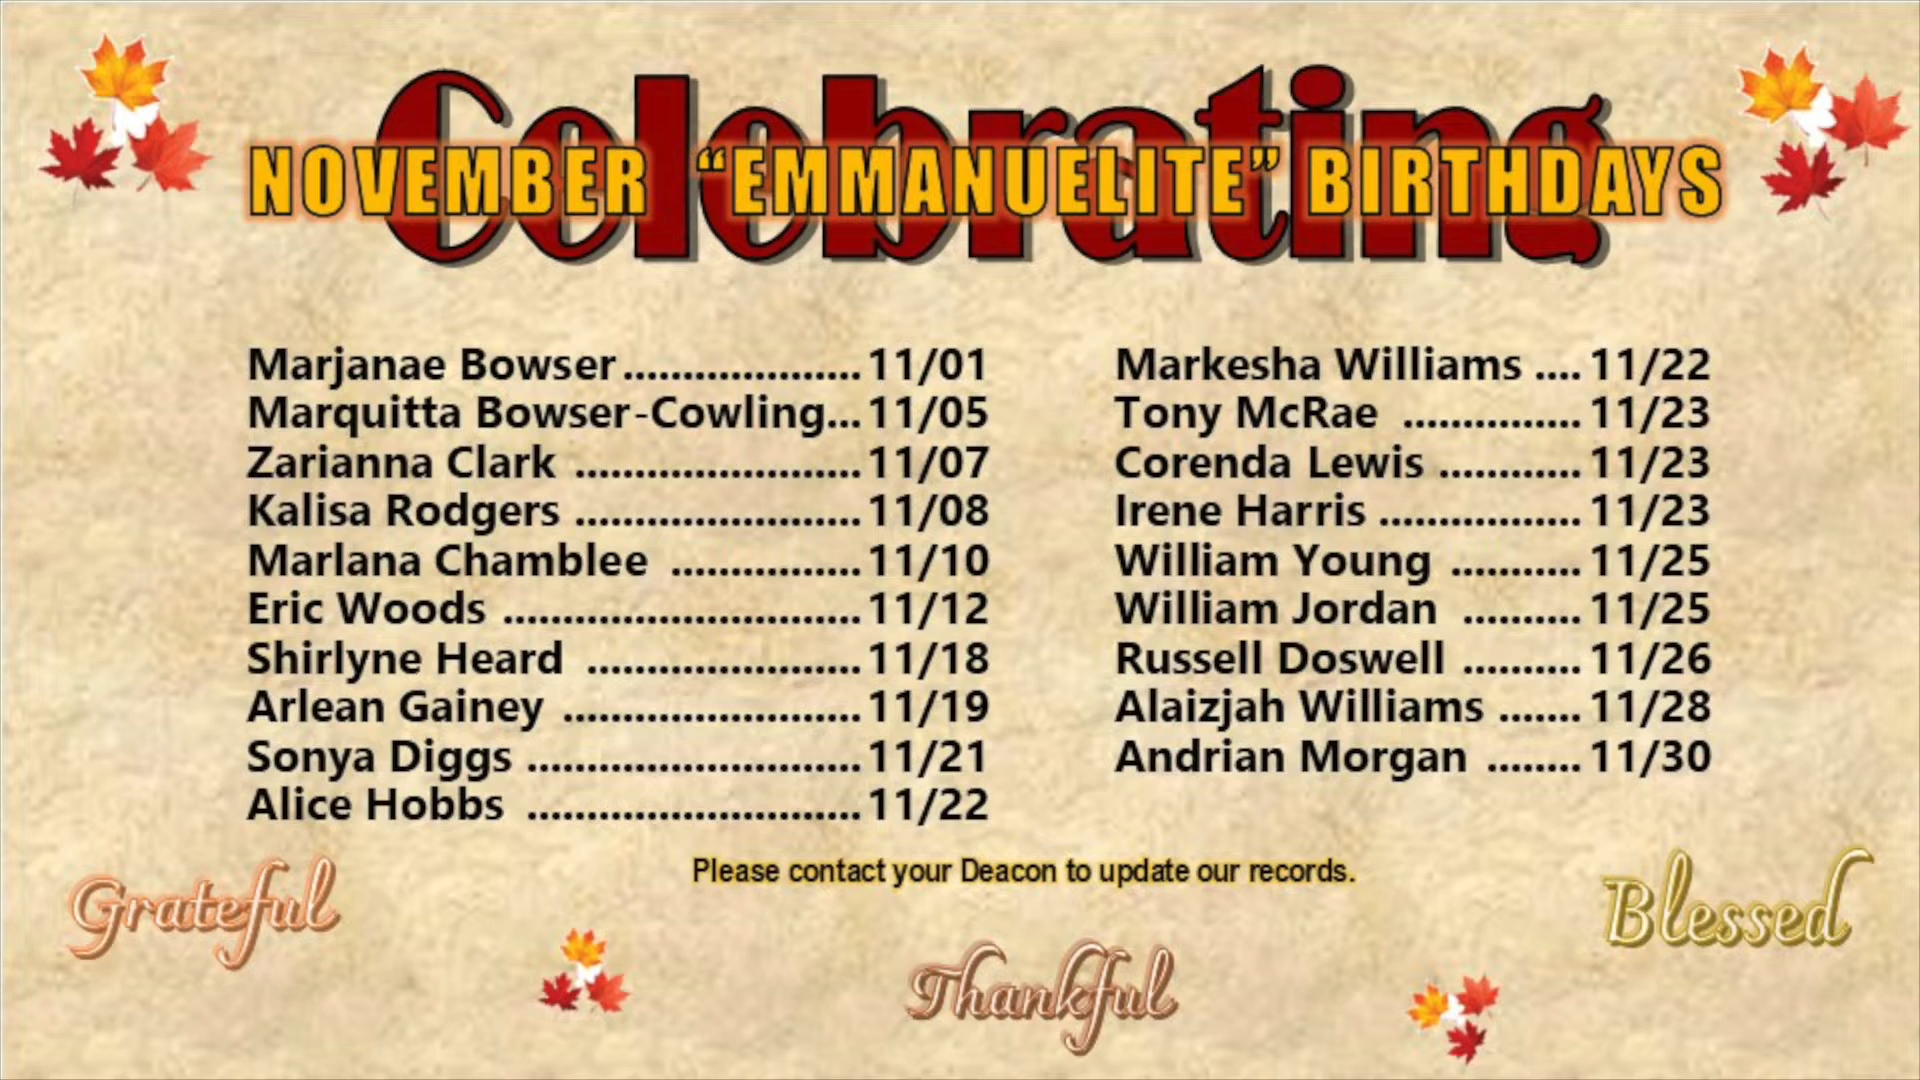 Celebrating
NOVEMBER “EMMANUELITE” BIRTHDAYS
Marjanae Bowser....................11/01
Marquitta Bowser-Cowling...11/05
Zarianna Clark ........................11/07
Kalisa Rodgers ........................11/08
Marlana Chamblee ................11/10
Eric Woods ..............................11/12
Shirlyne Heard .......................11/18
Arlean Gainey .........................11/19
Sonya Diggs ............................11/21
Alice Hobbs ............................11/22
Markesha Williams ....11/22
Tony McRae ...............11/23
Corenda Lewis ............11/23
Irene Harris .................11/23
William Young ...........11/25
William Jordan ..........11/25
Russell Doswell ..........11/26
Alaizjah Williams .......11/28
Andrian Morgan ........11/30
Please contact your Deacon to update our records.
Grateful
Thankful
Blessed